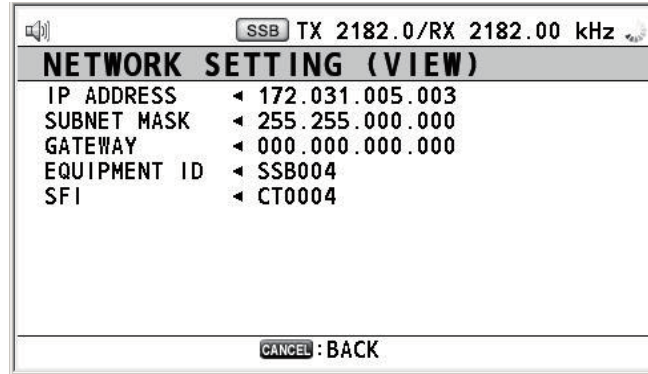 SSB TX 2182.0/RX 2182.00 kHz
NETWORK SETTING (VIEW)
IP ADDRESS ◄ 172.031.005.003
SUBNET MASK ◄ 255.255.000.000
GATEWAY ◄ 000.000.000.000
EQUIPMENT ID ◄ SSB004
SFI ◄ CT0004
CANCEL : BACK